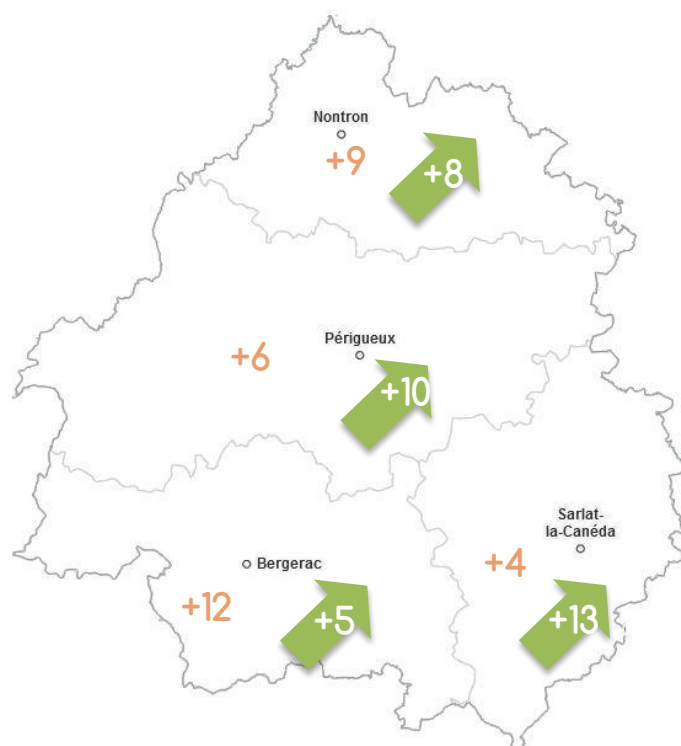 Nontron
+9
+8
Périgueux
+6
+10
Sarlat-
la-Canéda
Bergerac
+4
+12
+5
+13